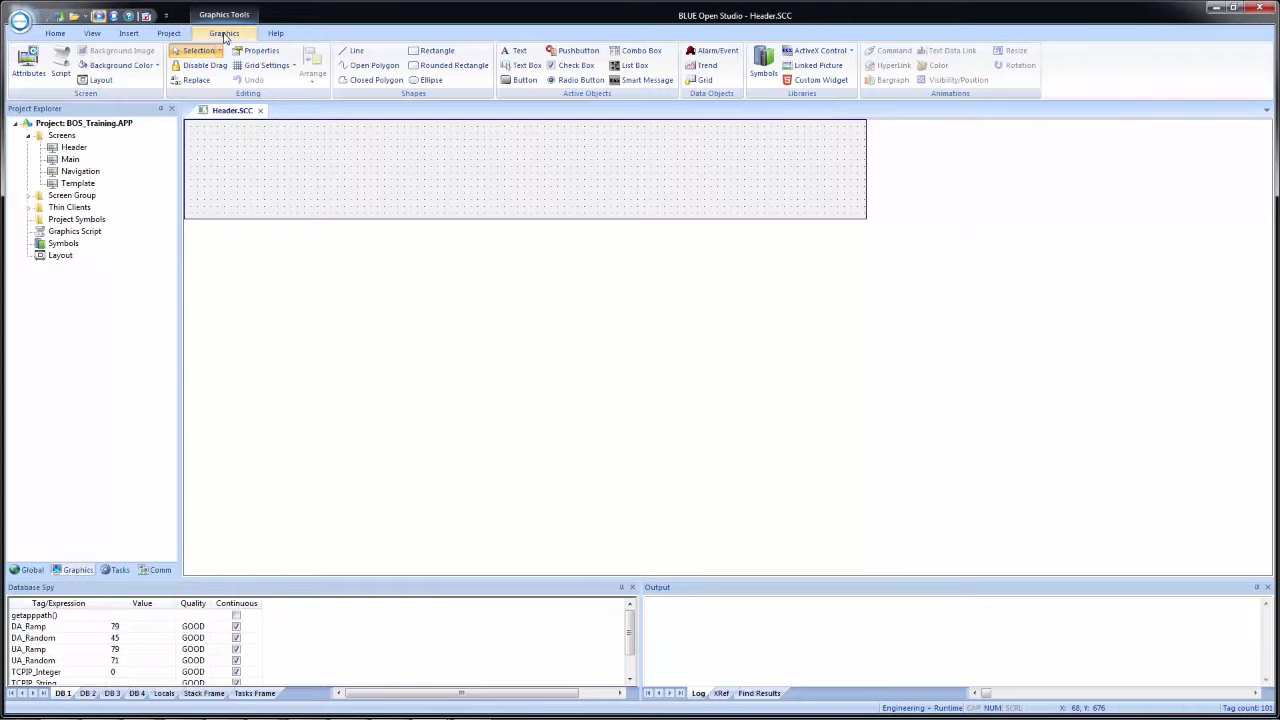 Graphics Tools
BLUE Open Studio - Header.SCC
Home View Insert Project Graphics Help
Attributes Script Background Image Background Color Layout Screen
Selection Disable Drag Replace Properties Grid Settings Undo Arrange Editing
Line Open Polygon Closed Polygon Rectangle Rounded Rectangle Ellipse Shapes
Text Text Box Button Pushbutton Check Box Radio Button Combo Box List Box Smart Message Active Objects
Alarm/Event Trend Grid Data Objects
Symbols ActiveX Control Linked Picture Custom Widget Libraries
Command HyperLink Bargraph Text Data Link Color Visibility/Position Resize Rotation Animations
Project Explorer
Header.SCC
Project: BOS_Training.APP
Screens
Header
Main
Navigation
Template
Screen Group
Thin Clients
Project Symbols
Graphics Script
Symbols
Layout
Global Graphics Tasks Comm
Database Spy
Tag/Expression Value Quality Continuous
getapppath()
DA_Ramp 79 GOOD
DA_Random 45 GOOD
UA_Ramp 79 GOOD
UA_Random 71 GOOD
TCPIP_Integer 0 GOOD
TCPIP_String
DB 1 DB 2 DB 3 DB 4 Locals Stack Frame Tasks Frame
Output
Log XRef Find Results
Engineering - Runtime CAP NUM SCRL X: 68, Y: 676 Tag count: 101